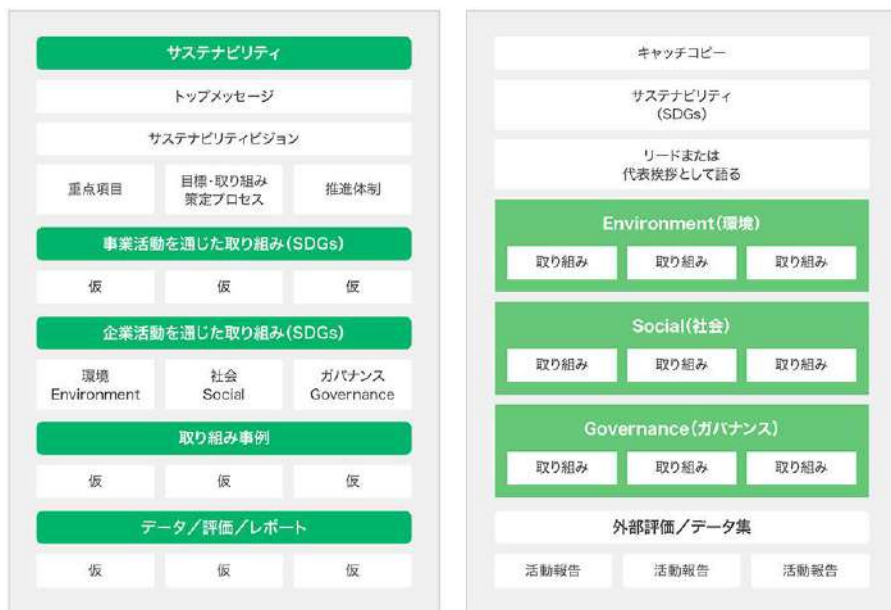 サステナビリティ
トップメッセージ
サステナビリティビジョン
重点項目
目標・取り組み
策定プロセス
推進体制
事業活動を通じた取り組み(SDGs)
仮
仮
仮
企業活動を通じた取り組み(SDGs)
環境
Environment
社会
Social
ガバナンス
Governance
取り組み事例
仮
仮
仮
データ／評価／レポート
仮
仮
仮
キャッチコピー
サステナビリティ
(SDGs)
リードまたは
代表挨拶として語る
Environment(環境)
取り組み
取り組み
取り組み
Social(社会)
取り組み
取り組み
取り組み
Governance(ガバナンス)
取り組み
取り組み
取り組み
外部評価／データ集
活動報告
活動報告
活動報告